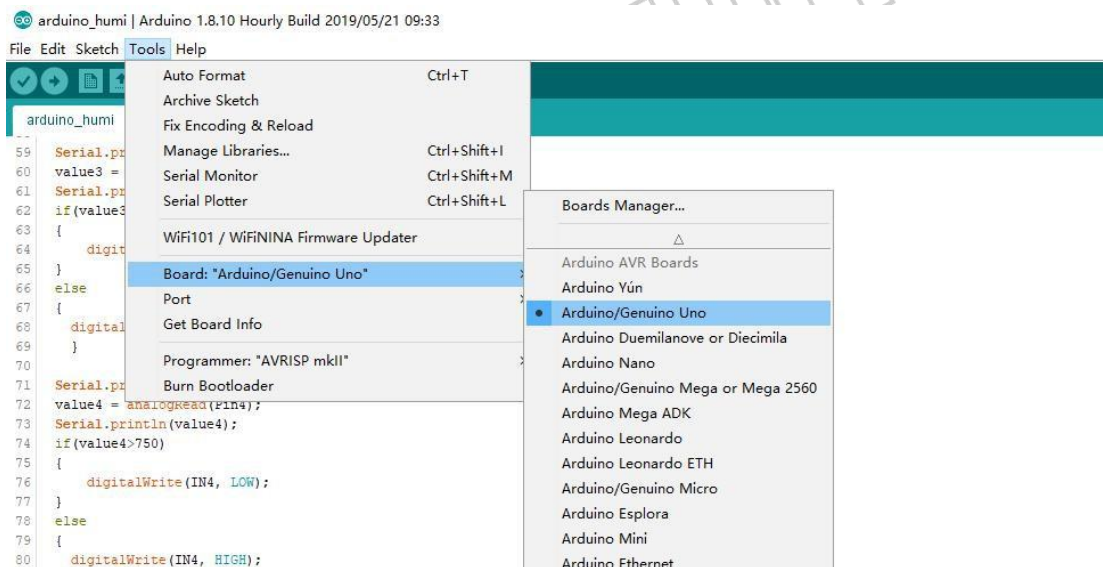 arduino_humi | Arduino 1.8.10 Hourly Build 2019/05/21 09:33
File Edit Sketch Tools Help
Auto Format Ctrl+T
Archive Sketch
Fix Encoding & Reload
Manage Libraries... Ctrl+Shift+I
Serial Monitor Ctrl+Shift+M
Serial Plotter Ctrl+Shift+L
WiFi101 / WiFiNINA Firmware Updater
Board: "Arduino/Genuino Uno"
Port
Get Board Info
Programmer: "AVRISP mkII"
Burn Bootloader
Boards Manager...
Arduino AVR Boards
Arduino Yún
Arduino/Genuino Uno
Arduino Duemilanove or Diecimila
Arduino Nano
Arduino/Genuino Mega or Mega 2560
Arduino Mega ADK
Arduino Leonardo
Arduino Leonardo ETH
Arduino/Genuino Micro
Arduino Esplora
Arduino Mini
Arduino Ethernet
arduino_humi
59 Serial.pr
60 value3 =
61 Serial.pr
62 if(value3
63 {
64 digit
65 }
66 else
67 {
68 digital
69 }
70
71 Serial.pr
72 value4 = analogRead(Pin4);
73 Serial.println(value4);
74 if(value4>750)
75 {
76 digitalWrite(IN4, LOW);
77 }
78 else
79 {
80 digitalWrite(IN4, HIGH);